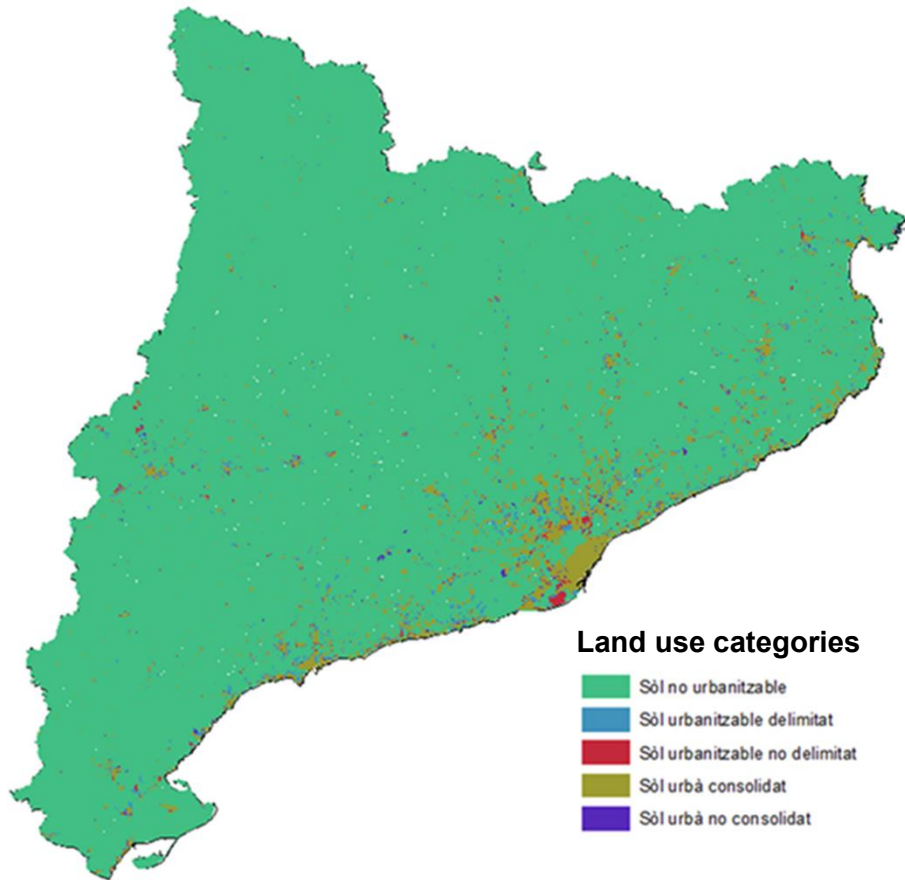 Land use categories
Sòl no urbanitzable
Sòl urbanitzable delimitat
Sòl urbanitzable no delimitat
Sòl urbà consolidat
Sòl urbà no consolidat